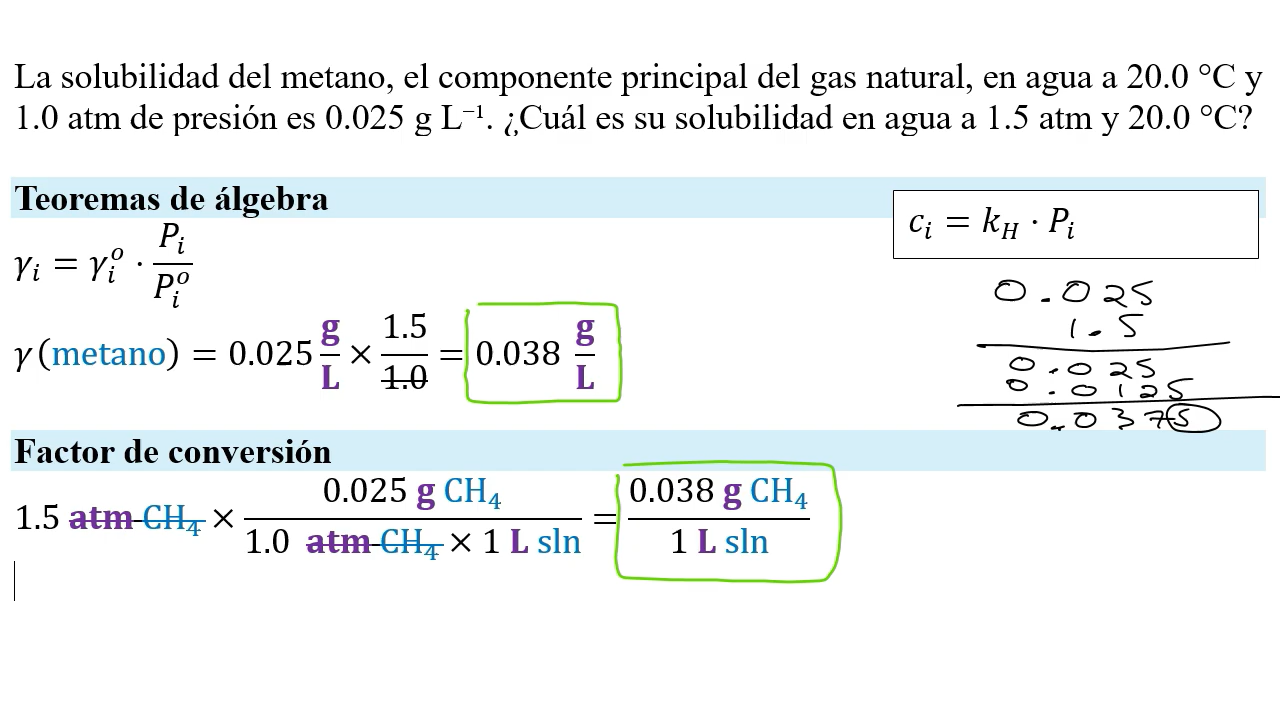 La solubilidad del metano, el componente principal del gas natural, en agua a 20.0 °C y
1.0 atm de presión es 0.025 g L⁻¹. ¿Cuál es su solubilidad en agua a 1.5 atm y 20.0 °C?
Teoremas de álgebra
γᵢ = γᵢᵒ · Pᵢ / Pᵢᵒ
γ (metano) = 0.025 g/L × 1.5/1.0 = 0.038 g/L
cᵢ = k_H · Pᵢ
0.025
1.5
0.025
0.0125
0.0375
Factor de conversión
1.5 atm CH₄ × 0.025 g CH₄ / 1.0 atm CH₄ × 1 L sln = 0.038 g CH₄ / 1 L sln